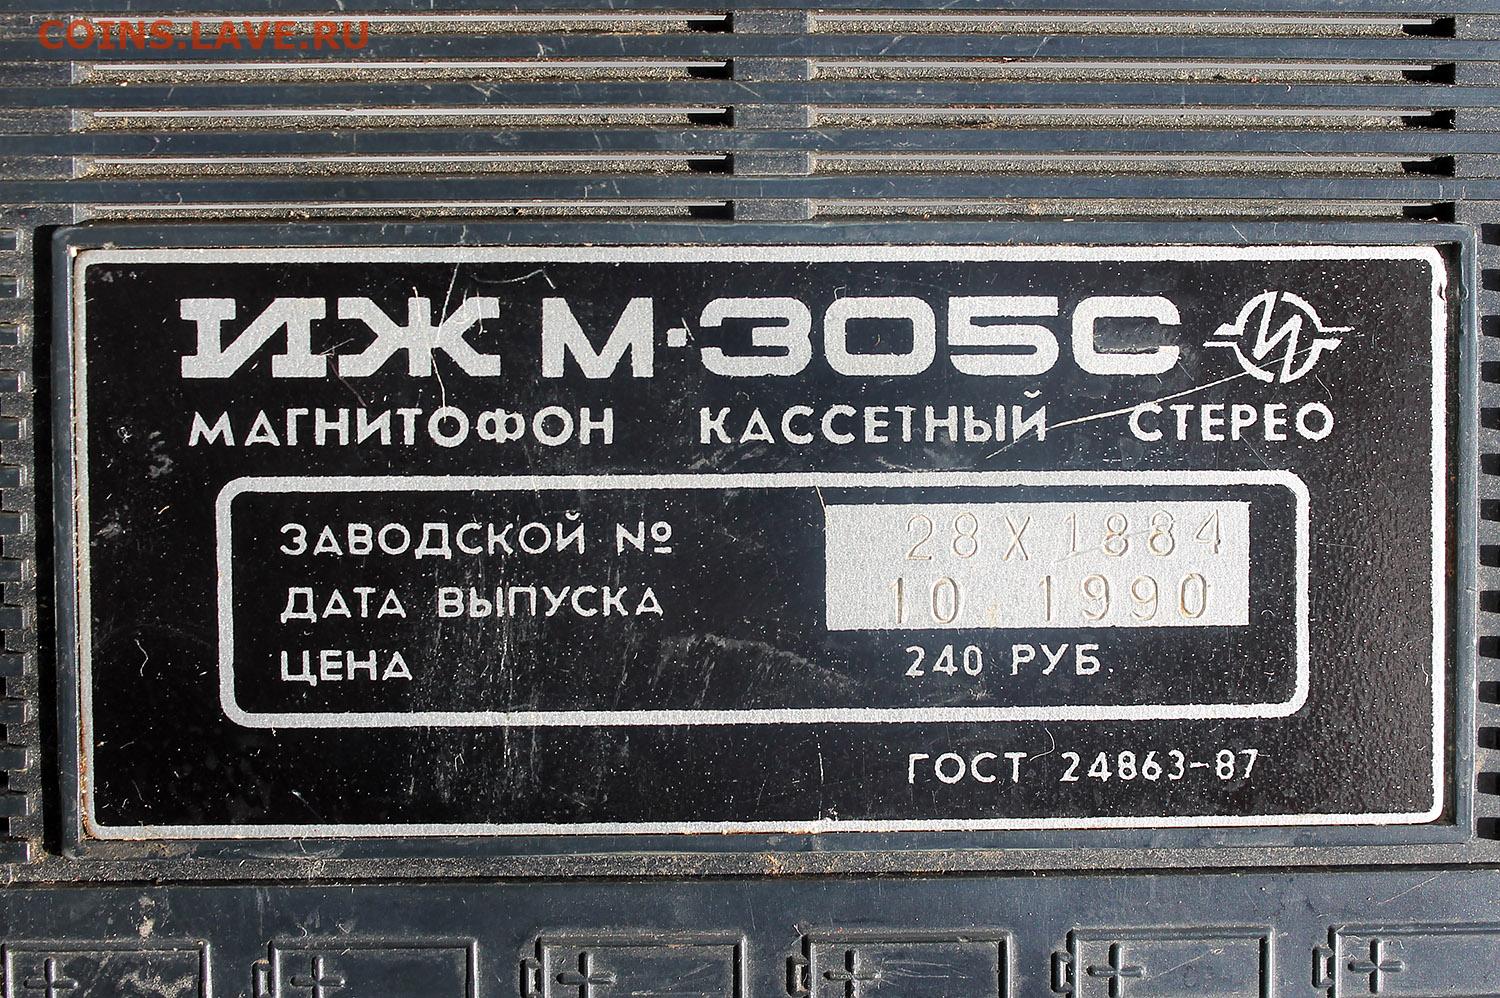 COINS.LAVE.RU
ИЖ М·305С
МАГНИТОФОН КАССЕТНЫЙ СТЕРЕО
ЗАВОДСКОЙ № 28X1884
ДАТА ВЫПУСКА 10.1990
ЦЕНА 240 РУБ.
ГОСТ 24863-87